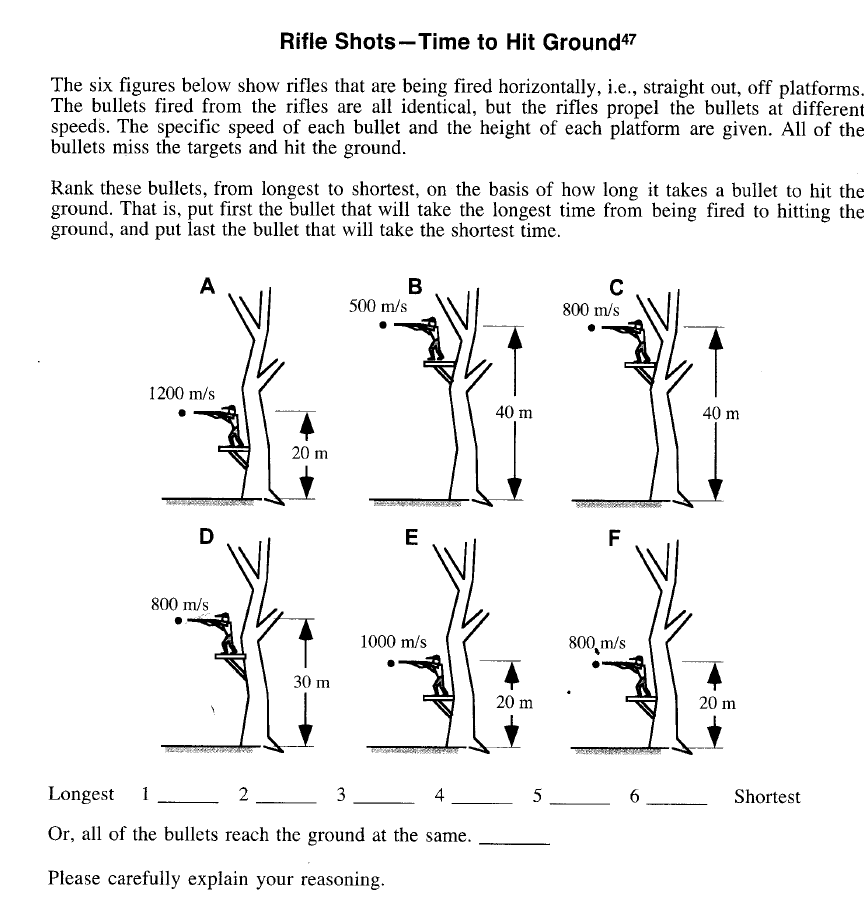 Rifle Shots—Time to Hit Ground47
The six figures below show rifles that are being fired horizontally, i.e., straight out, off platforms.
The bullets fired from the rifles are all identical, but the rifles propel the bullets at different
speeds. The specific speed of each bullet and the height of each platform are given. All of the
bullets miss the targets and hit the ground.
Rank these bullets, from longest to shortest, on the basis of how long it takes a bullet to hit the
ground. That is, put first the bullet that will take the longest time from being fired to hitting the
ground, and put last the bullet that will take the shortest time.
A
1200 m/s
20 m
B
500 m/s
40 m
C
800 m/s
40 m
D
800 m/s
30 m
E
1000 m/s
20 m
F
800 m/s
20 m
Longest 1 ______ 2 ______ 3 ______ 4 ______ 5 ______ 6 ______ Shortest
Or, all of the bullets reach the ground at the same. _______
Please carefully explain your reasoning.